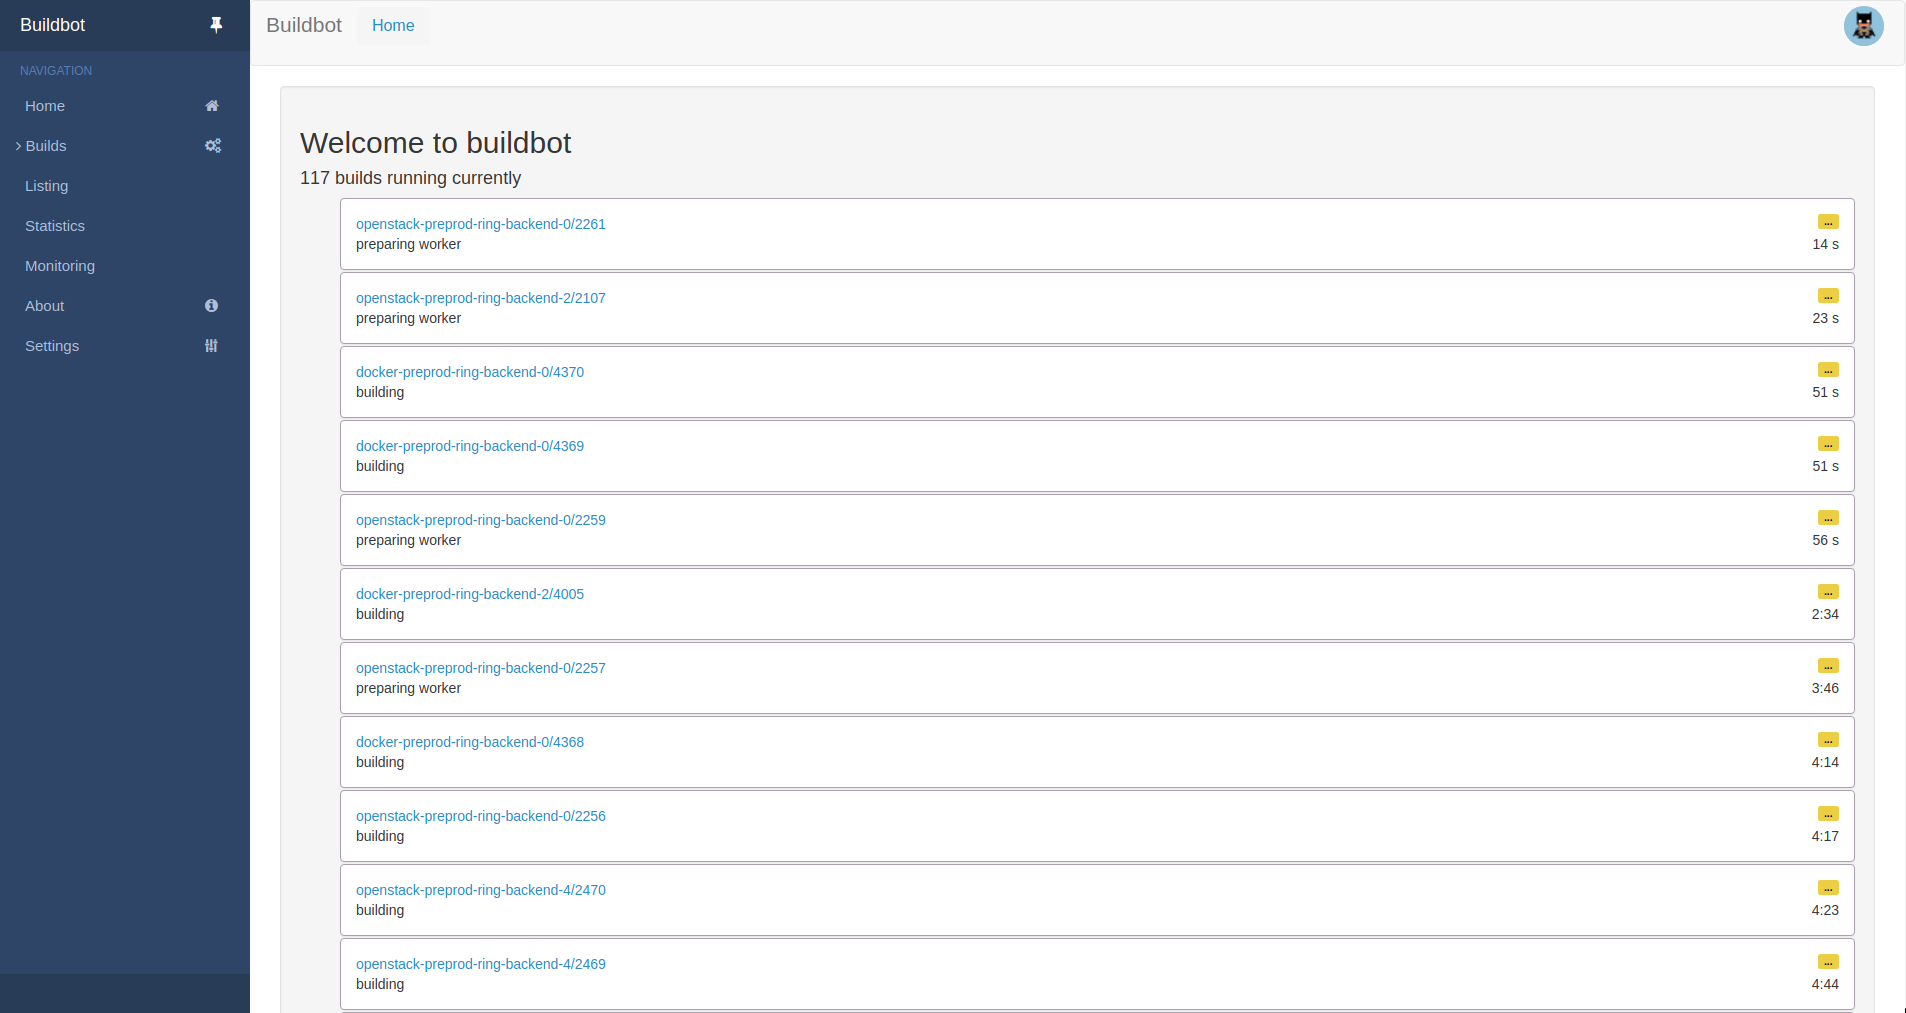 Buildbot
NAVIGATION
Home
Builds
Listing
Statistics
Monitoring
About
Settings
Buildbot Home
Welcome to buildbot
117 builds running currently
openstack-preprod-ring-backend-0/2261 ...
preparing worker 14 s
openstack-preprod-ring-backend-2/2107 ...
preparing worker 23 s
docker-preprod-ring-backend-0/4370 ...
building 51 s
docker-preprod-ring-backend-0/4369 ...
building 51 s
openstack-preprod-ring-backend-0/2259 ...
preparing worker 56 s
docker-preprod-ring-backend-2/4005 ...
building 2:34
openstack-preprod-ring-backend-0/2257 ...
preparing worker 3:46
docker-preprod-ring-backend-0/4368 ...
building 4:14
openstack-preprod-ring-backend-0/2256 ...
building 4:17
openstack-preprod-ring-backend-4/2470 ...
building 4:23
openstack-preprod-ring-backend-4/2469 ...
building 4:44